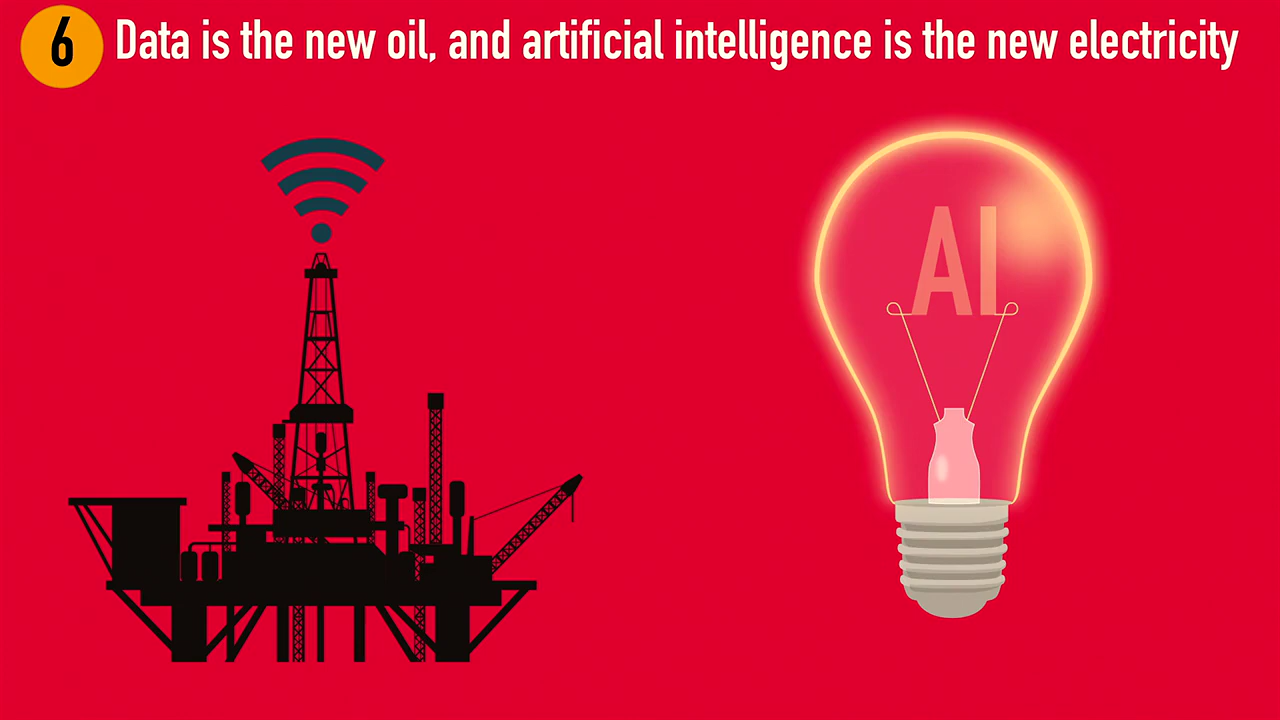 6 Data is the new oil, and artificial intelligence is the new electricity
AI